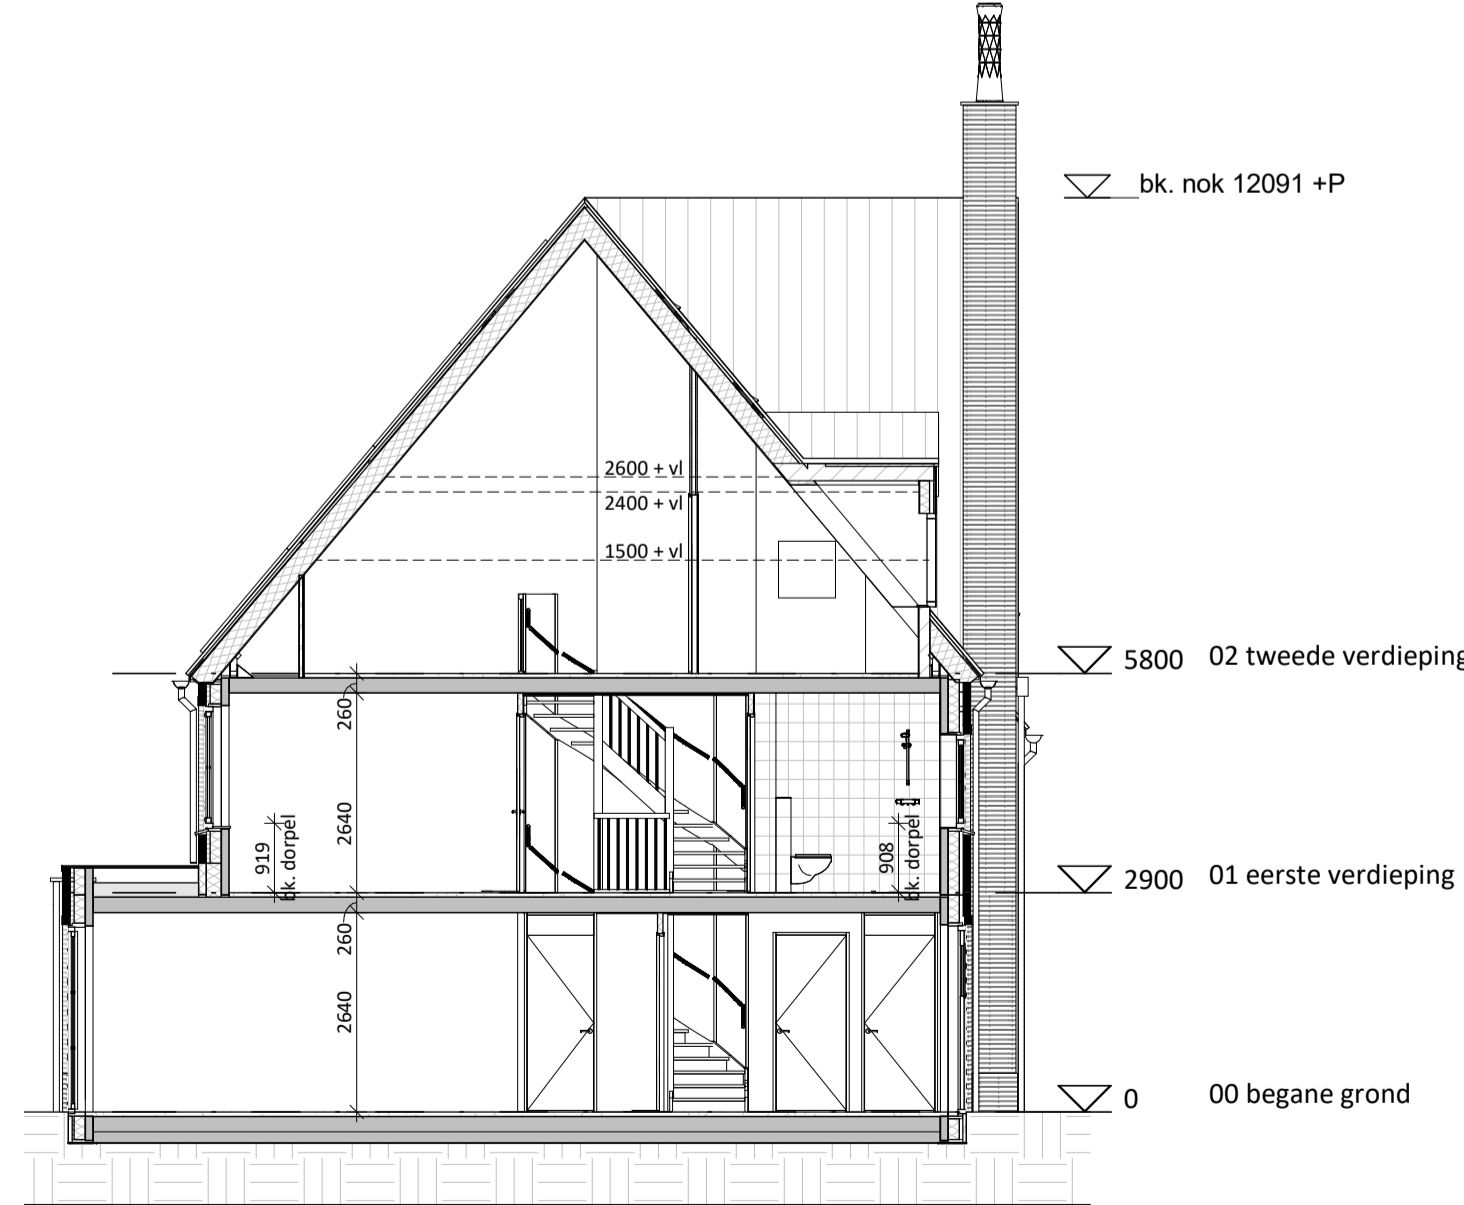 bk. nok 12091 +P
2600 + vl
2400 + vl
1500 + vl
5800 02 tweede verdieping
260
2640
919
bk. dorpel
908
bk. dorpel
2900 01 eerste verdieping
260
2640
0 00 begane grond